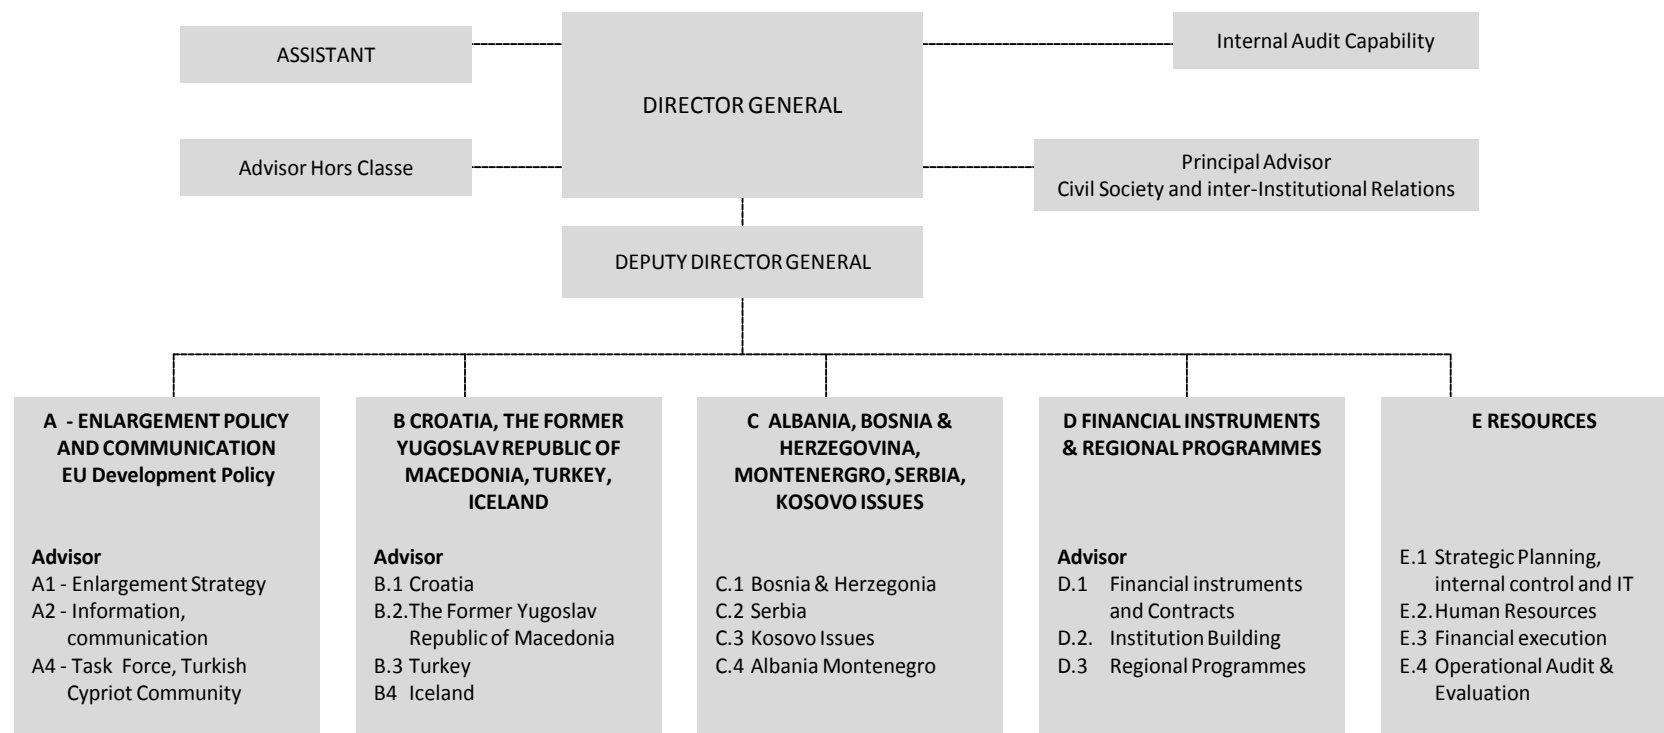 ASSISTANT
Internal Audit Capability
DIRECTOR GENERAL
Advisor Hors Classe
Principal Advisor
Civil Society and inter-Institutional Relations
DEPUTY DIRECTOR GENERAL
A - ENLARGEMENT POLICY
AND COMMUNICATION
EU Development Policy
Advisor
A1 - Enlargement Strategy
A2 - Information,
communication
A4 - Task Force, Turkish
Cypriot Community
B CROATIA, THE FORMER
YUGOSLAV REPUBLIC OF
MACEDONIA, TURKEY,
ICELAND
Advisor
B.1 Croatia
B.2.The Former Yugoslav
Republic of Macedonia
B.3 Turkey
B4 Iceland
C ALBANIA, BOSNIA &
HERZEGOVINA,
MONTENERGRO, SERBIA,
KOSOVO ISSUES
C.1 Bosnia & Herzegonia
C.2 Serbia
C.3 Kosovo Issues
C.4 Albania Montenegro
D FINANCIAL INSTRUMENTS
& REGIONAL PROGRAMMES
Advisor
D.1 Financial instruments
and Contracts
D.2. Institution Building
D.3 Regional Programmes
E RESOURCES
E.1 Strategic Planning,
internal control and IT
E.2.Human Resources
E.3 Financial execution
E.4 Operational Audit &
Evaluation